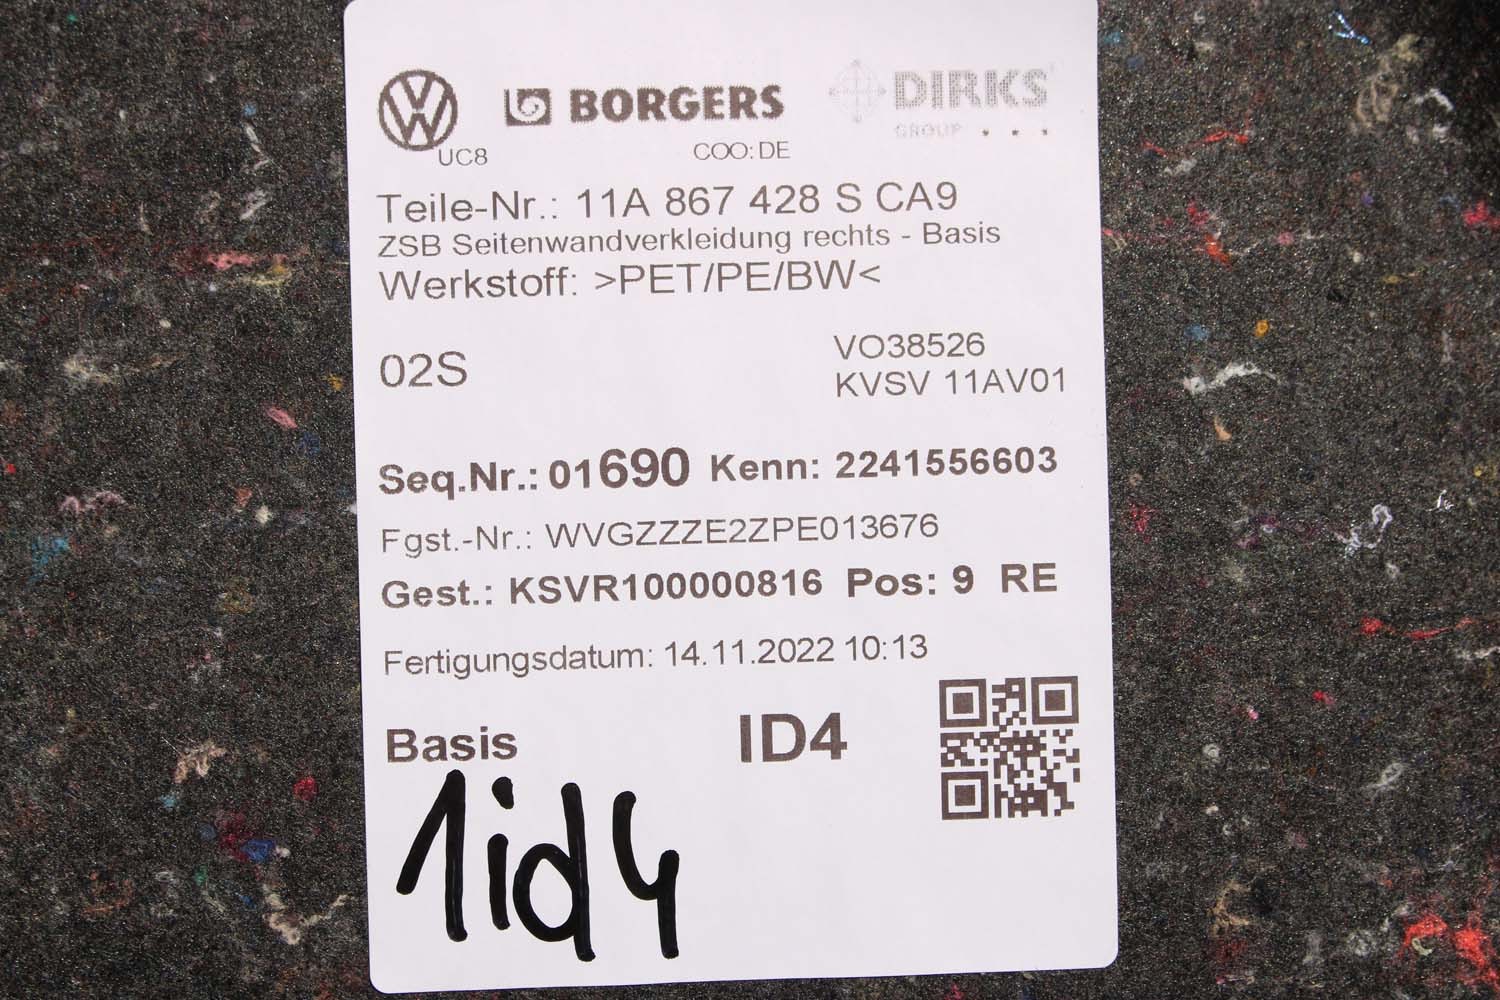 VW BORGERS DIRKS
GROUP
UC8 COO: DE
Teile-Nr.: 11A 867 428 S CA9
ZSB Seitenwandverkleidung rechts - Basis
Werkstoff: >PET/PE/BW<
02S VO38526
KVSV 11AV01
Seq.Nr.: 01690 Kenn: 2241556603
Fgst.-Nr.: WVGZZZE2ZPE013676
Gest.: KSVR100000816 Pos: 9 RE
Fertigungsdatum: 14.11.2022 10:13
Basis ID4
1id4